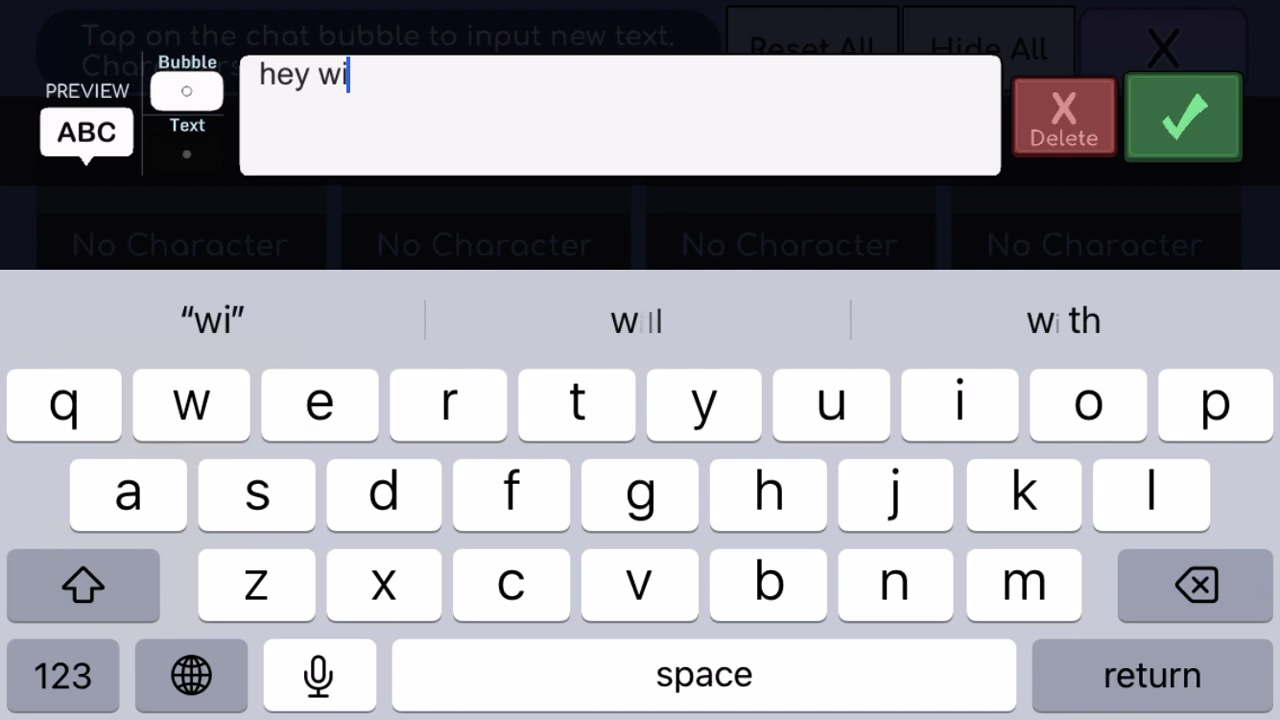 Tap on the chat bubble to input new text.
Reset All
Hide All
X
Bubble
PREVIEW
ABC
Text
hey wi
X
Delete
No Character
No Character
No Character
No Character
“wi”
will
with
q w e r t y u i o p
a s d f g h j k l
z x c v b n m
123
space
return